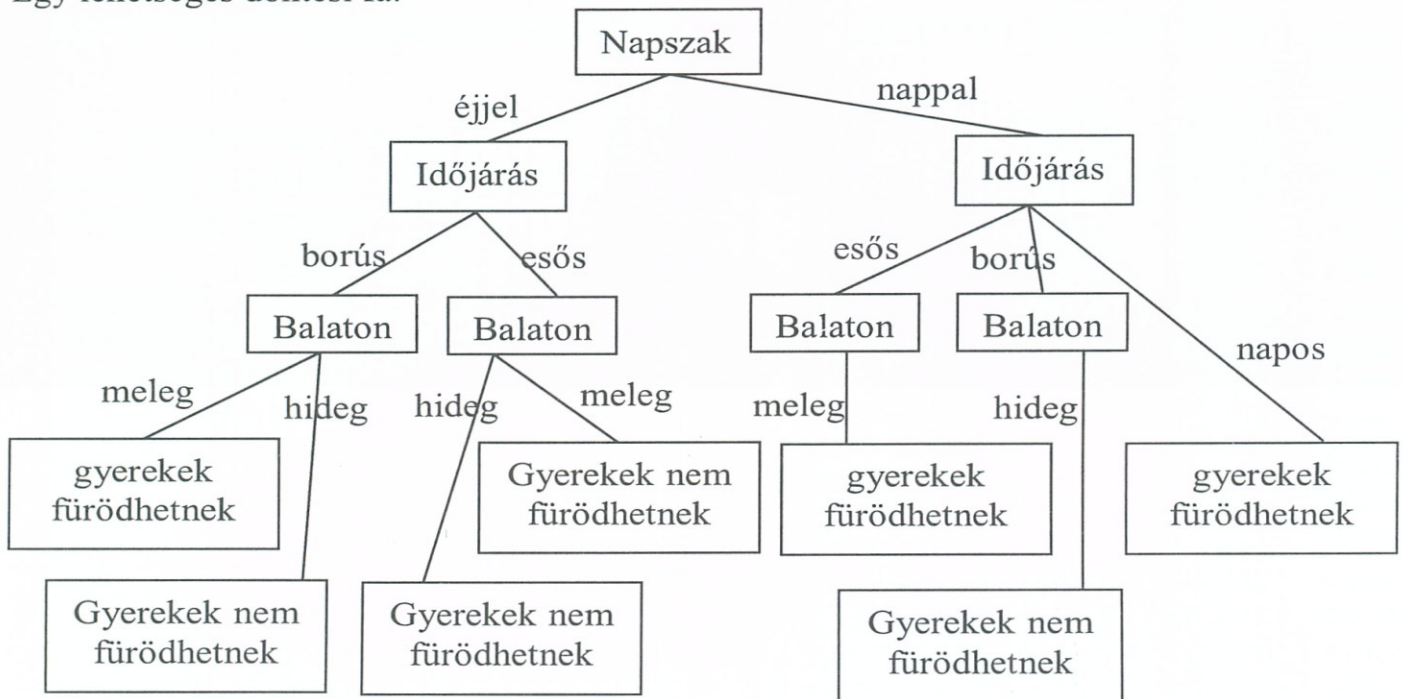 Napszak
éjjel
nappal
Időjárás
Időjárás
borús
esős
esős
borús
napos
Balaton
Balaton
Balaton
Balaton
meleg
hideg
hideg
meleg
meleg
hideg
gyerekek
fürödhetnek
Gyerekek nem
fürödhetnek
gyerekek
fürödhetnek
gyerekek
fürödhetnek
Gyerekek nem
fürödhetnek
Gyerekek nem
fürödhetnek
Gyerekek nem
fürödhetnek